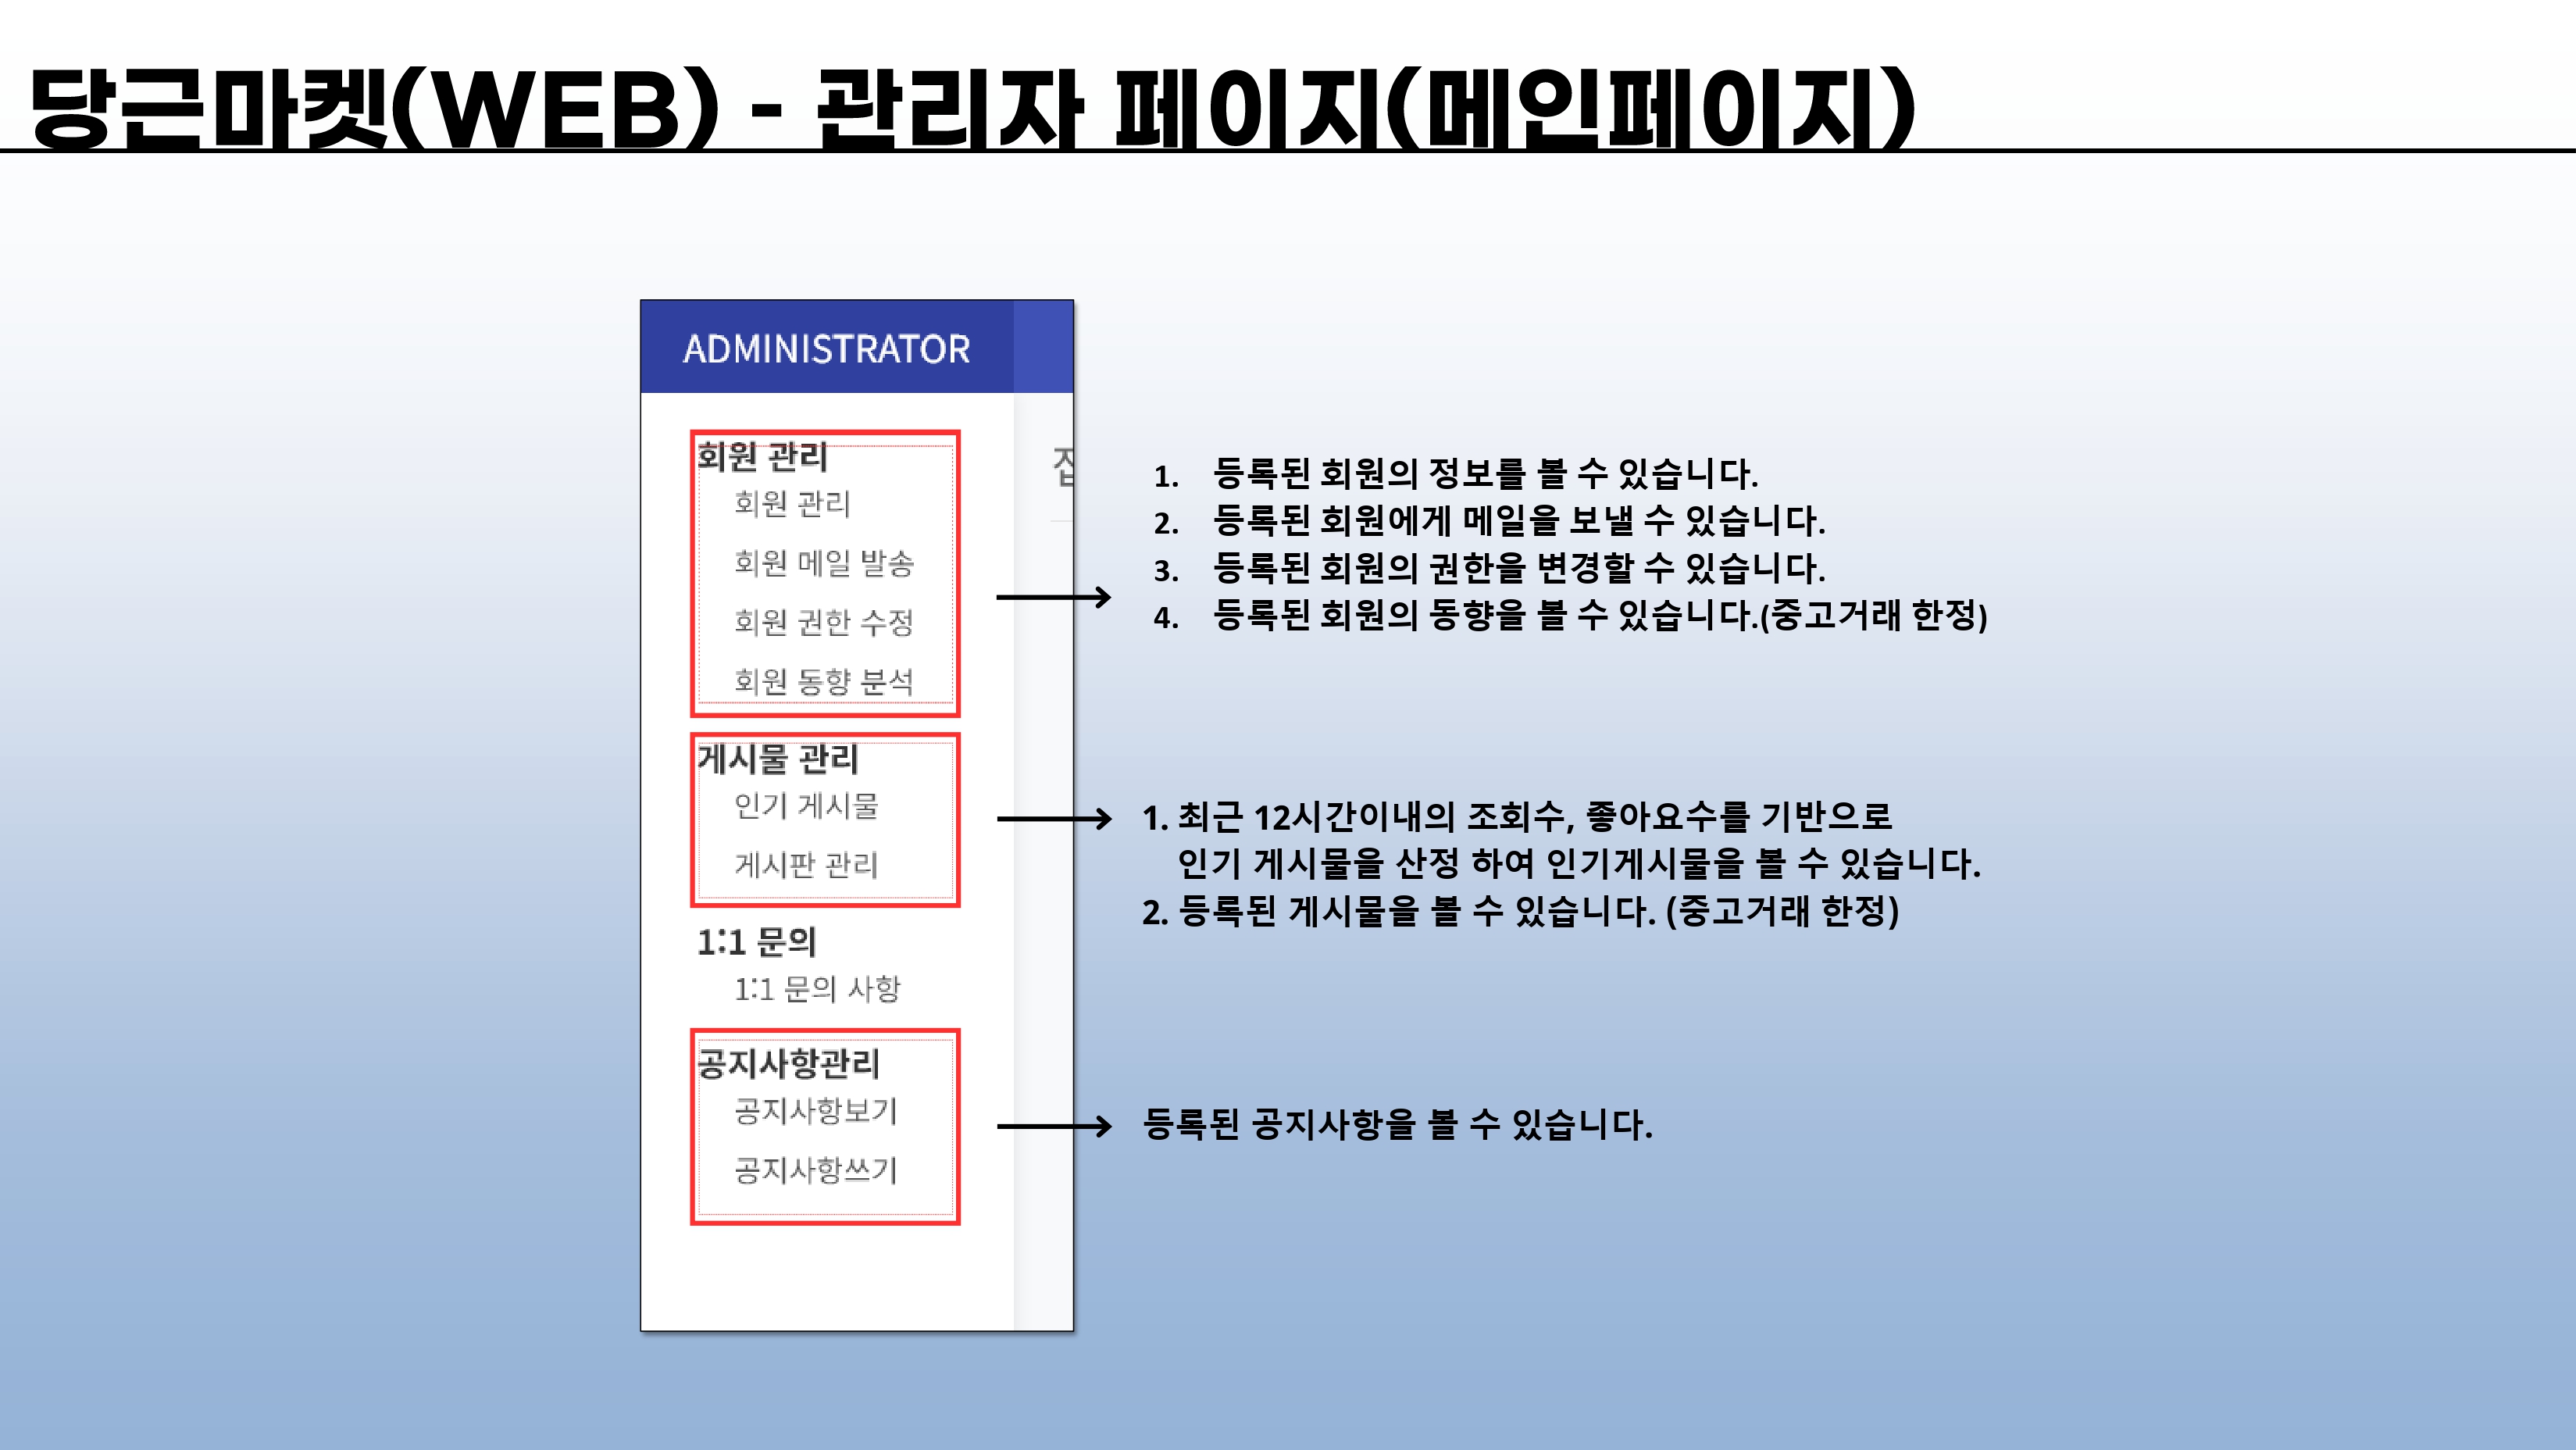 당근마켓(WEB) - 관리자 페이지(메인페이지)
ADMINISTRATOR
회원 관리
회원 관리
회원 메일 발송
회원 권한 수정
회원 동향 분석
게시물 관리
인기 게시물
게시판 관리
1:1 문의
1:1 문의 사항
공지사항관리
공지사항보기
공지사항쓰기
1. 등록된 회원의 정보를 볼 수 있습니다.
2. 등록된 회원에게 메일을 보낼 수 있습니다.
3. 등록된 회원의 권한을 변경할 수 있습니다.
4. 등록된 회원의 동향을 볼 수 있습니다.(중고거래 한정)
1. 최근 12시간이내의 조회수, 좋아요수를 기반으로
인기 게시물을 산정 하여 인기게시물을 볼 수 있습니다.
2. 등록된 게시물을 볼 수 있습니다. (중고거래 한정)
등록된 공지사항을 볼 수 있습니다.